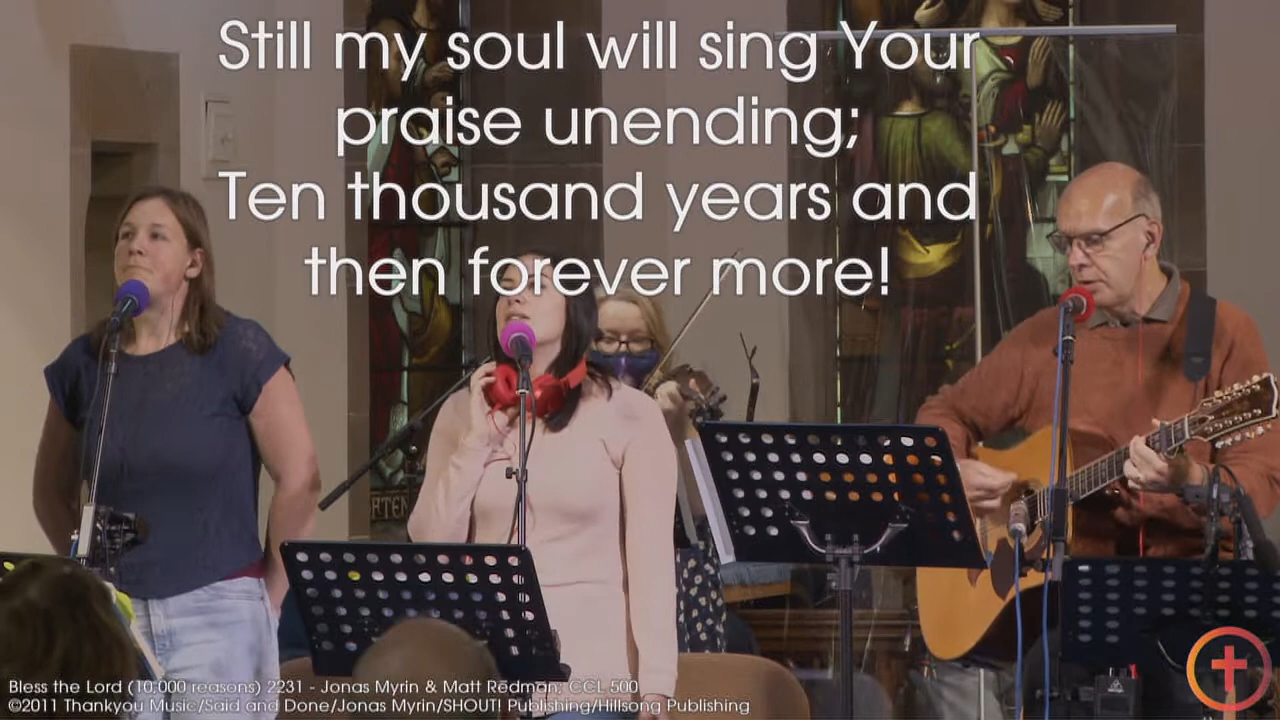 Still my soul will sing Your
praise unending;
Ten thousand years and
then forever more!
ATEN
Bless the Lord (10,000 reasons) 2231 - Jonas Myrin & Matt Redman; CCL 500
©2011 Thankyou Music/Said and Done/Jonas Myrin/SHOUT! Publishing/Hillsong Publishing